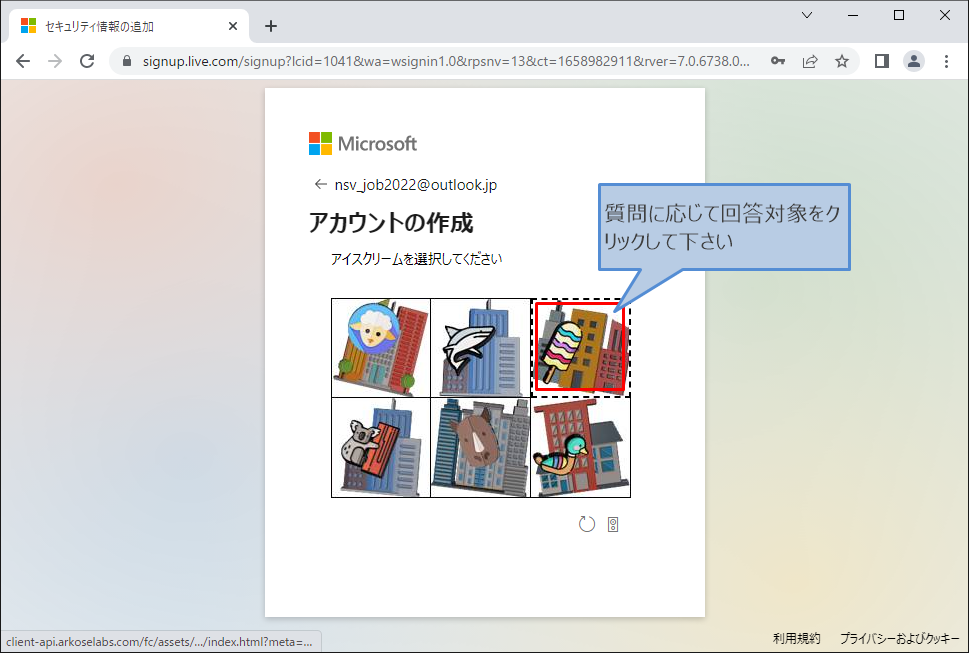 セキュリティ情報の追加
signup.live.com/signup?lcid=1041&wa=wsignin1.0&rpsnv=13&ct=1658982911&rver=7.0.6738.0...
Microsoft
nsv_job2022@outlook.jp
アカウントの作成
アイスクリームを選択してください
質問に応じて回答対象をク
リックして下さい
client-api.arkoselabs.com/fc/assets/.../index.html?meta=...
利用規約 プライバシーおよびクッキー